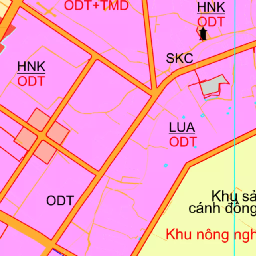 ODT+TMD
HNK
ODT
HNK
ODT
SKC
LUA
ODT
ODT
Khu sả
cánh đồng
Khu nông ngh